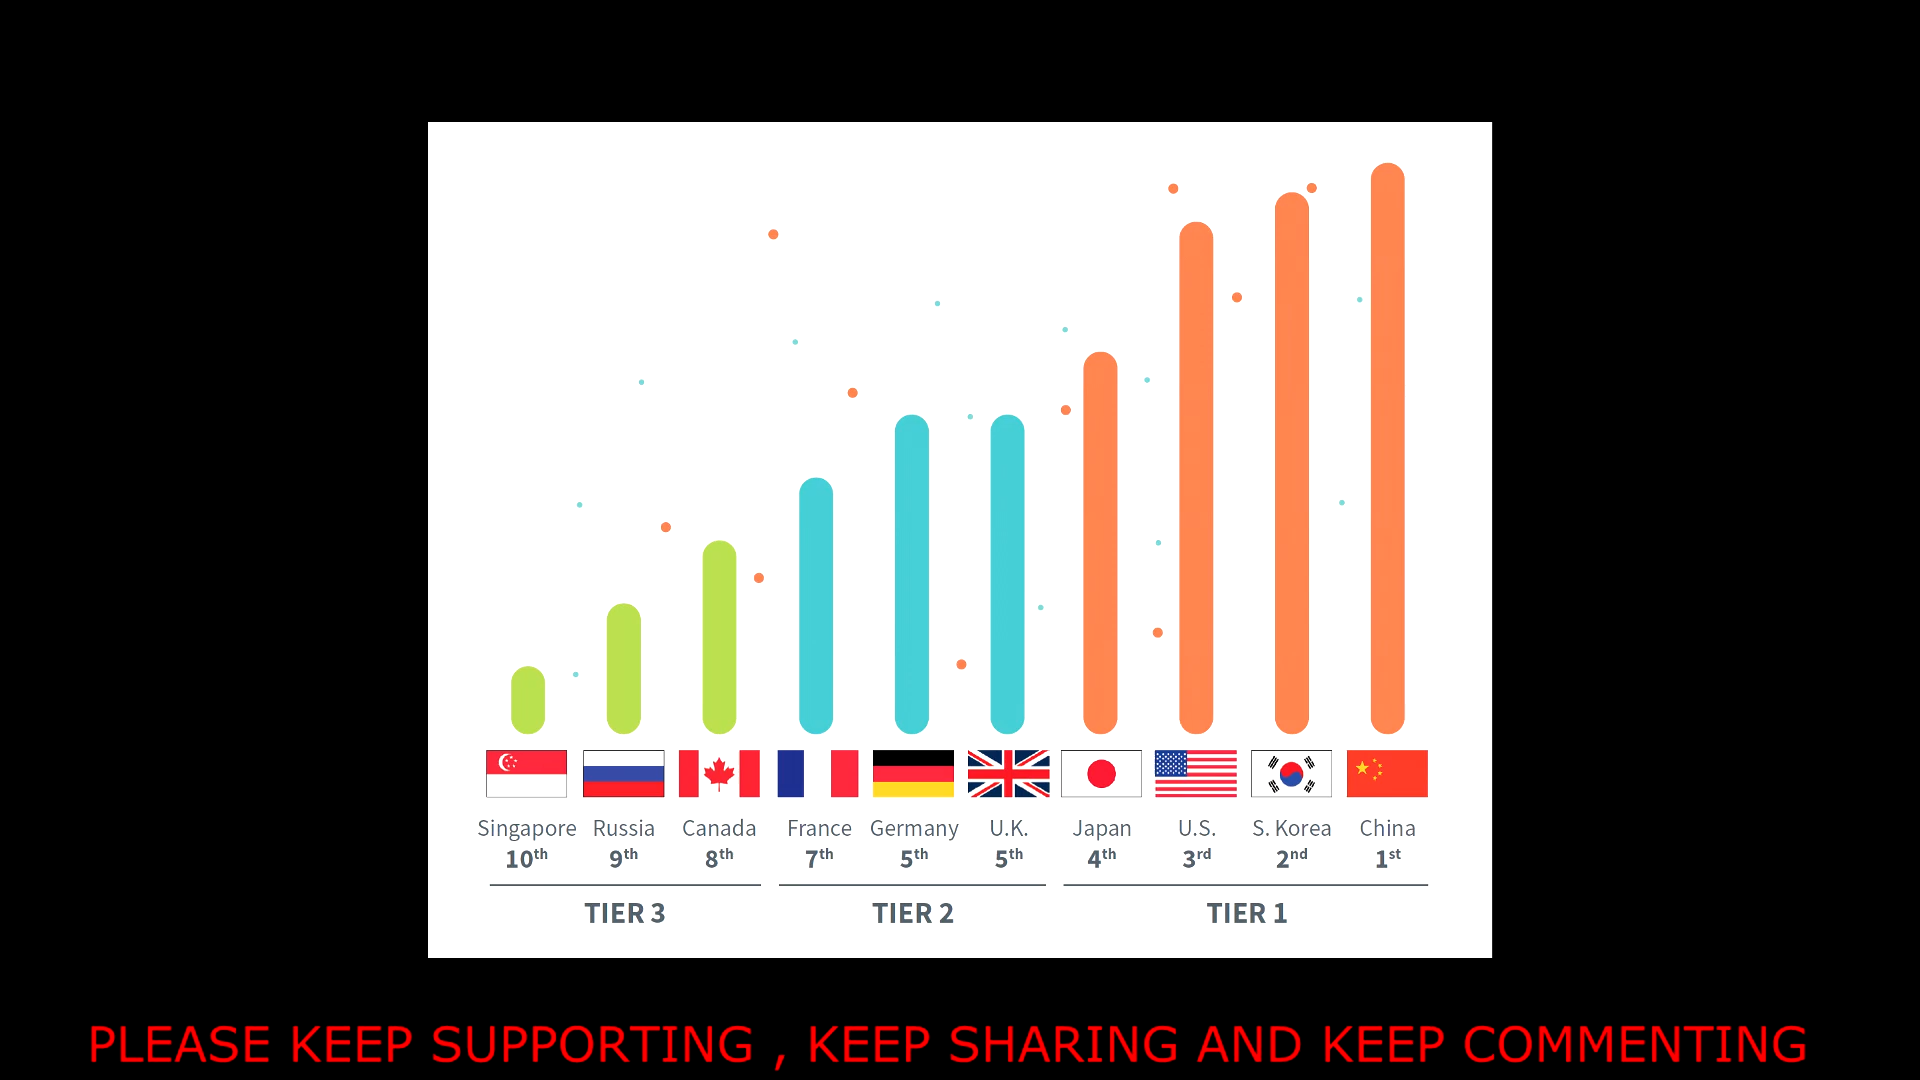 Singapore Russia Canada France Germany U.K. Japan U.S. S. Korea China
10th 9th 8th 7th 5th 5th 4th 3rd 2nd 1st
TIER 3 TIER 2 TIER 1
PLEASE KEEP SUPPORTING , KEEP SHARING AND KEEP COMMENTING